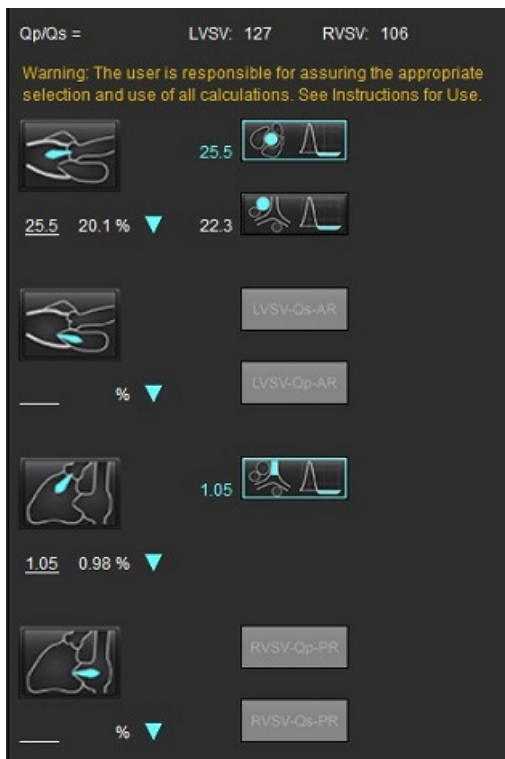 Qp/Qs = LVSV: 127 RVSV: 106
Warning: The user is responsible for assuring the appropriate
selection and use of all calculations. See Instructions for Use.
25.5
25.5 20.1 % 22.3
LVSV-Qs-AR
LVSV-Qp-AR
%
1.05
1.05 0.98 %
RVSV-Qp-PR
RVSV-Qs-PR
%